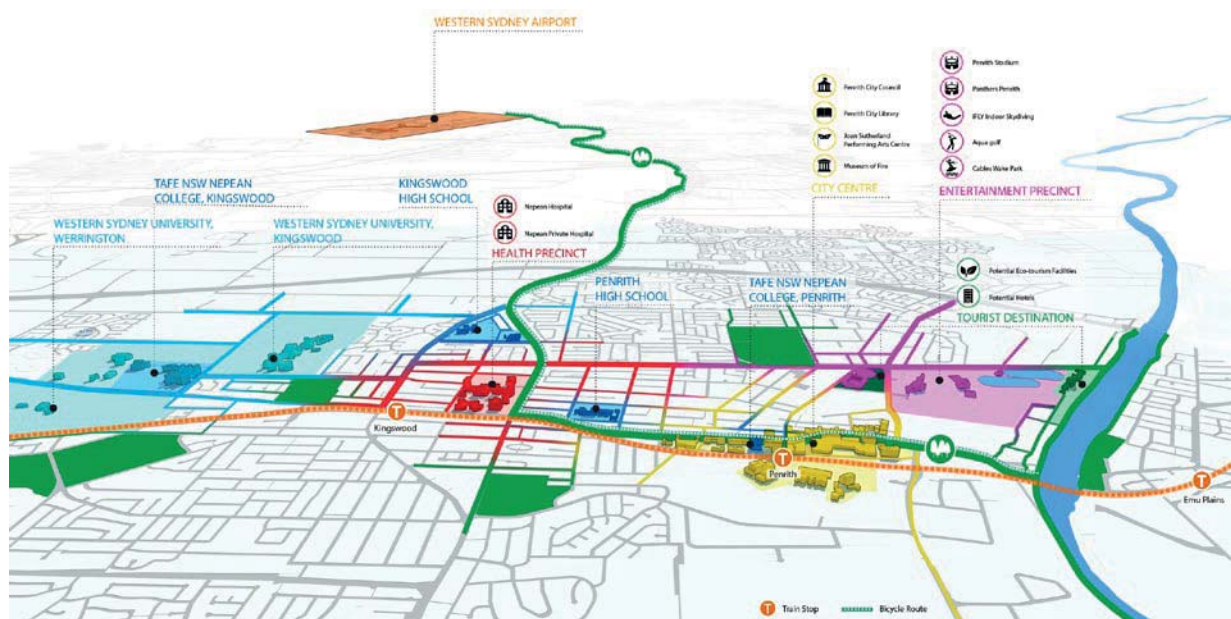 WESTERN SYDNEY AIRPORT
Penrith Stadium
Panthers Penrith
iFLY Indoor Skydiving
Aqua golf
Cables Wake Park
ENTERTAINMENT PRECINCT
Penrith City Council
Penrith City Library
Joan Sutherland
Performing Arts Centre
Museum of Fire
CITY CENTRE
TAFE NSW NEPEAN
COLLEGE, KINGSWOOD
KINGSWOOD
HIGH SCHOOL
Nepean Hospital
Nepean Private Hospital
HEALTH PRECINCT
WESTERN SYDNEY UNIVERSITY,
WERRINGTON
WESTERN SYDNEY UNIVERSITY,
KINGSWOOD
PENRITH
HIGH SCHOOL
TAFE NSW NEPEAN
COLLEGE, PENRITH
Potential Eco-tourism Facilities
Potential Hotels
TOURIST DESTINATION
T
Kingswood
T
Penrith
T
Emu Plains
T Train Stop
Bicycle Route